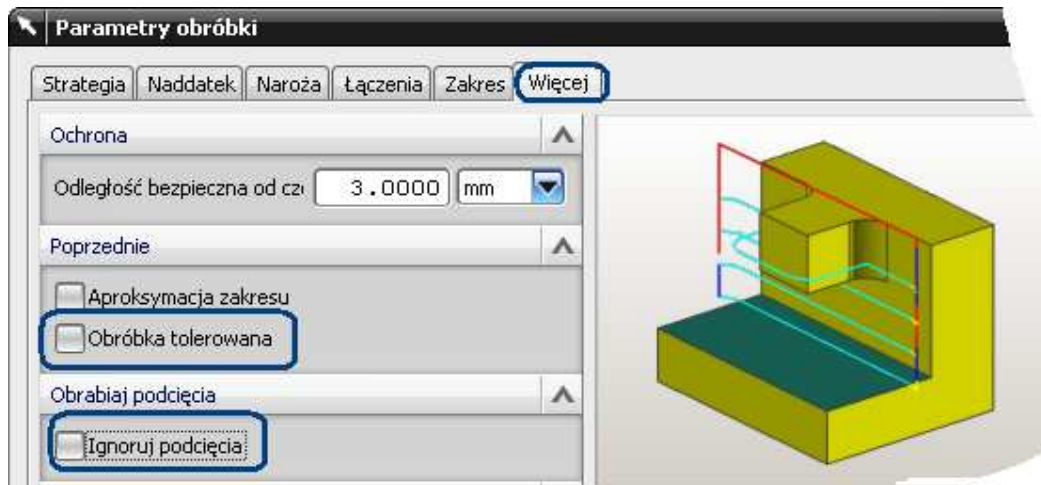 Parametry obróbki
Strategia Naddatek Naroża Łączenia Zakres Więcej
Ochrona
Odległość bezpieczna od czę 3.0000 mm
Poprzednie
Aproksymacja zakresu
Obróbka tolerowana
Obrabiaj podcięcia
Ignoruj podcięcia